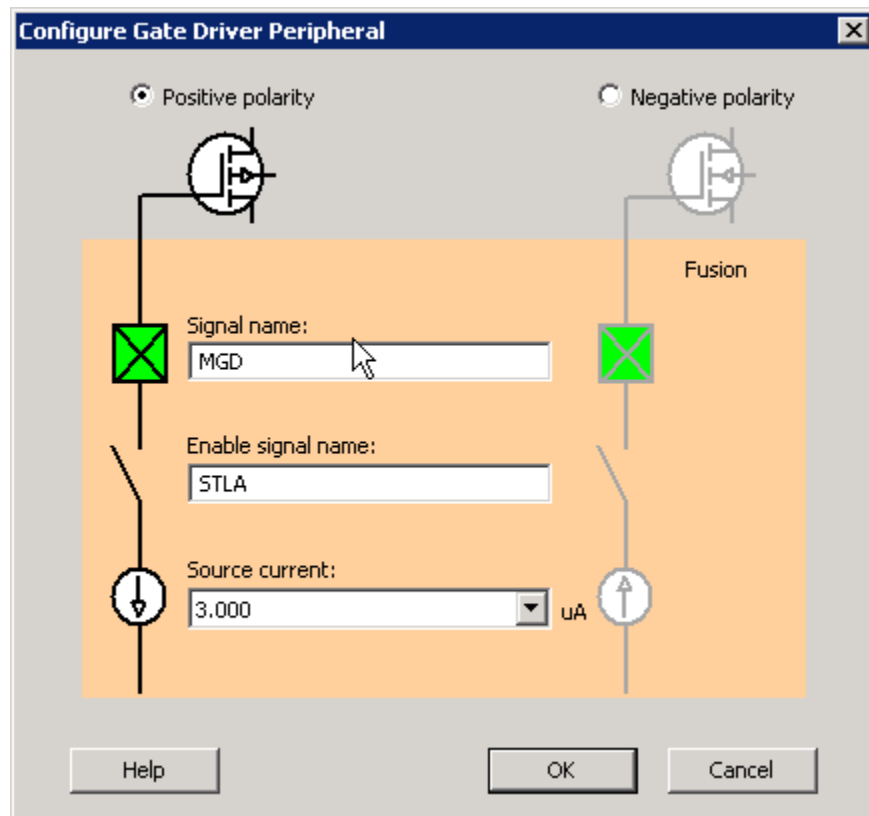 Configure Gate Driver Peripheral
Positive polarity
Negative polarity
Fusion
Signal name:
MGD
Enable signal name:
STLA
Source current:
3.000
uA
Help
OK
Cancel